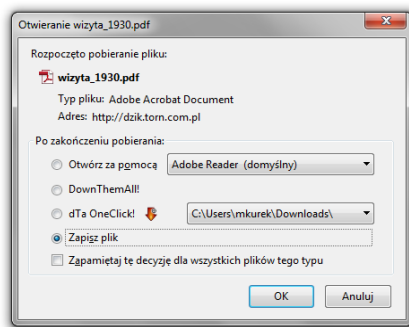 Otwieranie wizyta_1930.pdf
Rozpoczęto pobieranie pliku:
wizyta_1930.pdf
Typ pliku: Adobe Acrobat Document
Adres: http://dzik.torn.com.pl
Po zakończeniu pobierania:
Otwórz za pomocą Adobe Reader (domyślny)
DownThemAll!
dTa OneClick! C:\Users\mkurek\Downloads\
Zapisz plik
Zapamiętaj tę decyzję dla wszystkich plików tego typu
OK Anuluj